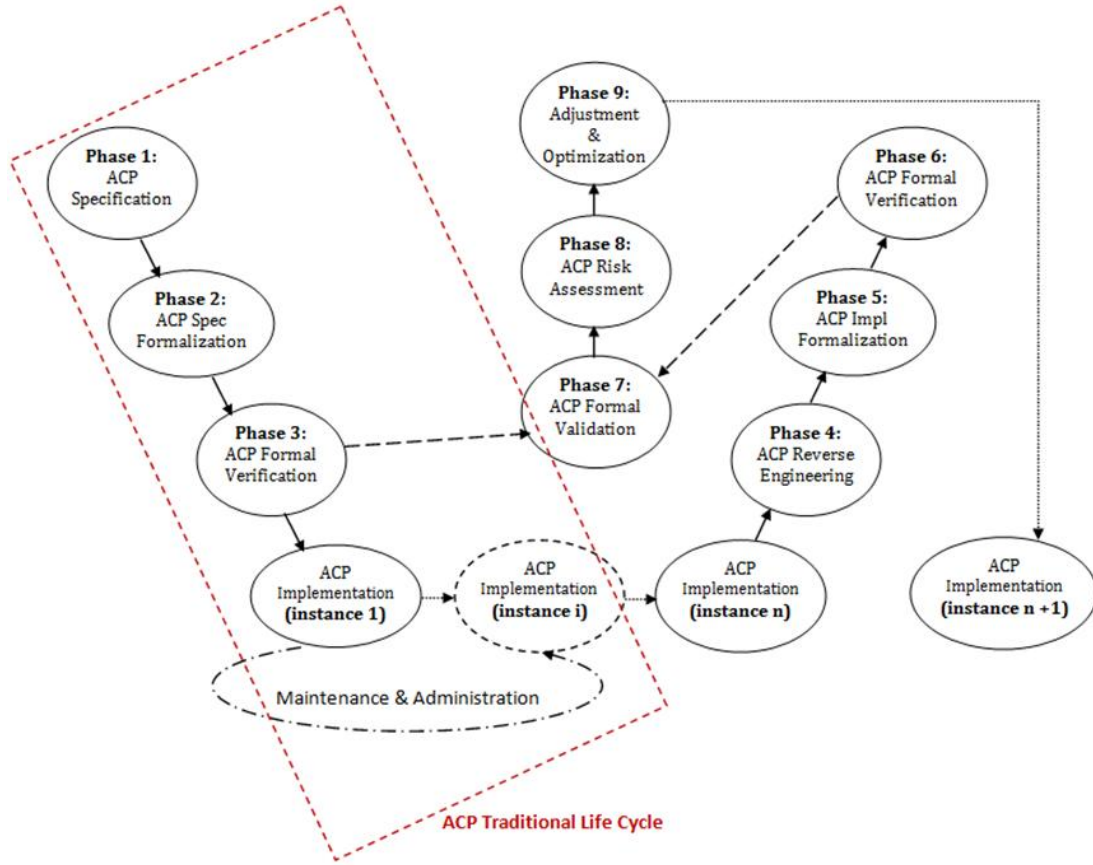 Phase 1:
ACP
Specification
Phase 2:
ACP Spec
Formalization
Phase 3:
ACP Formal
Verification
ACP
Implementation
(instance 1)
ACP
Implementation
(instance i)
ACP
Implementation
(instance n)
Phase 4:
ACP Reverse
Engineering
Phase 5:
ACP Impl
Formalization
Phase 6:
ACP Formal
Verification
Phase 7:
ACP Formal
Validation
Phase 8:
ACP Risk
Assessment
Phase 9:
Adjustment
&
Optimization
ACP
Implementation
(instance n +1)
Maintenance & Administration
ACP Traditional Life Cycle